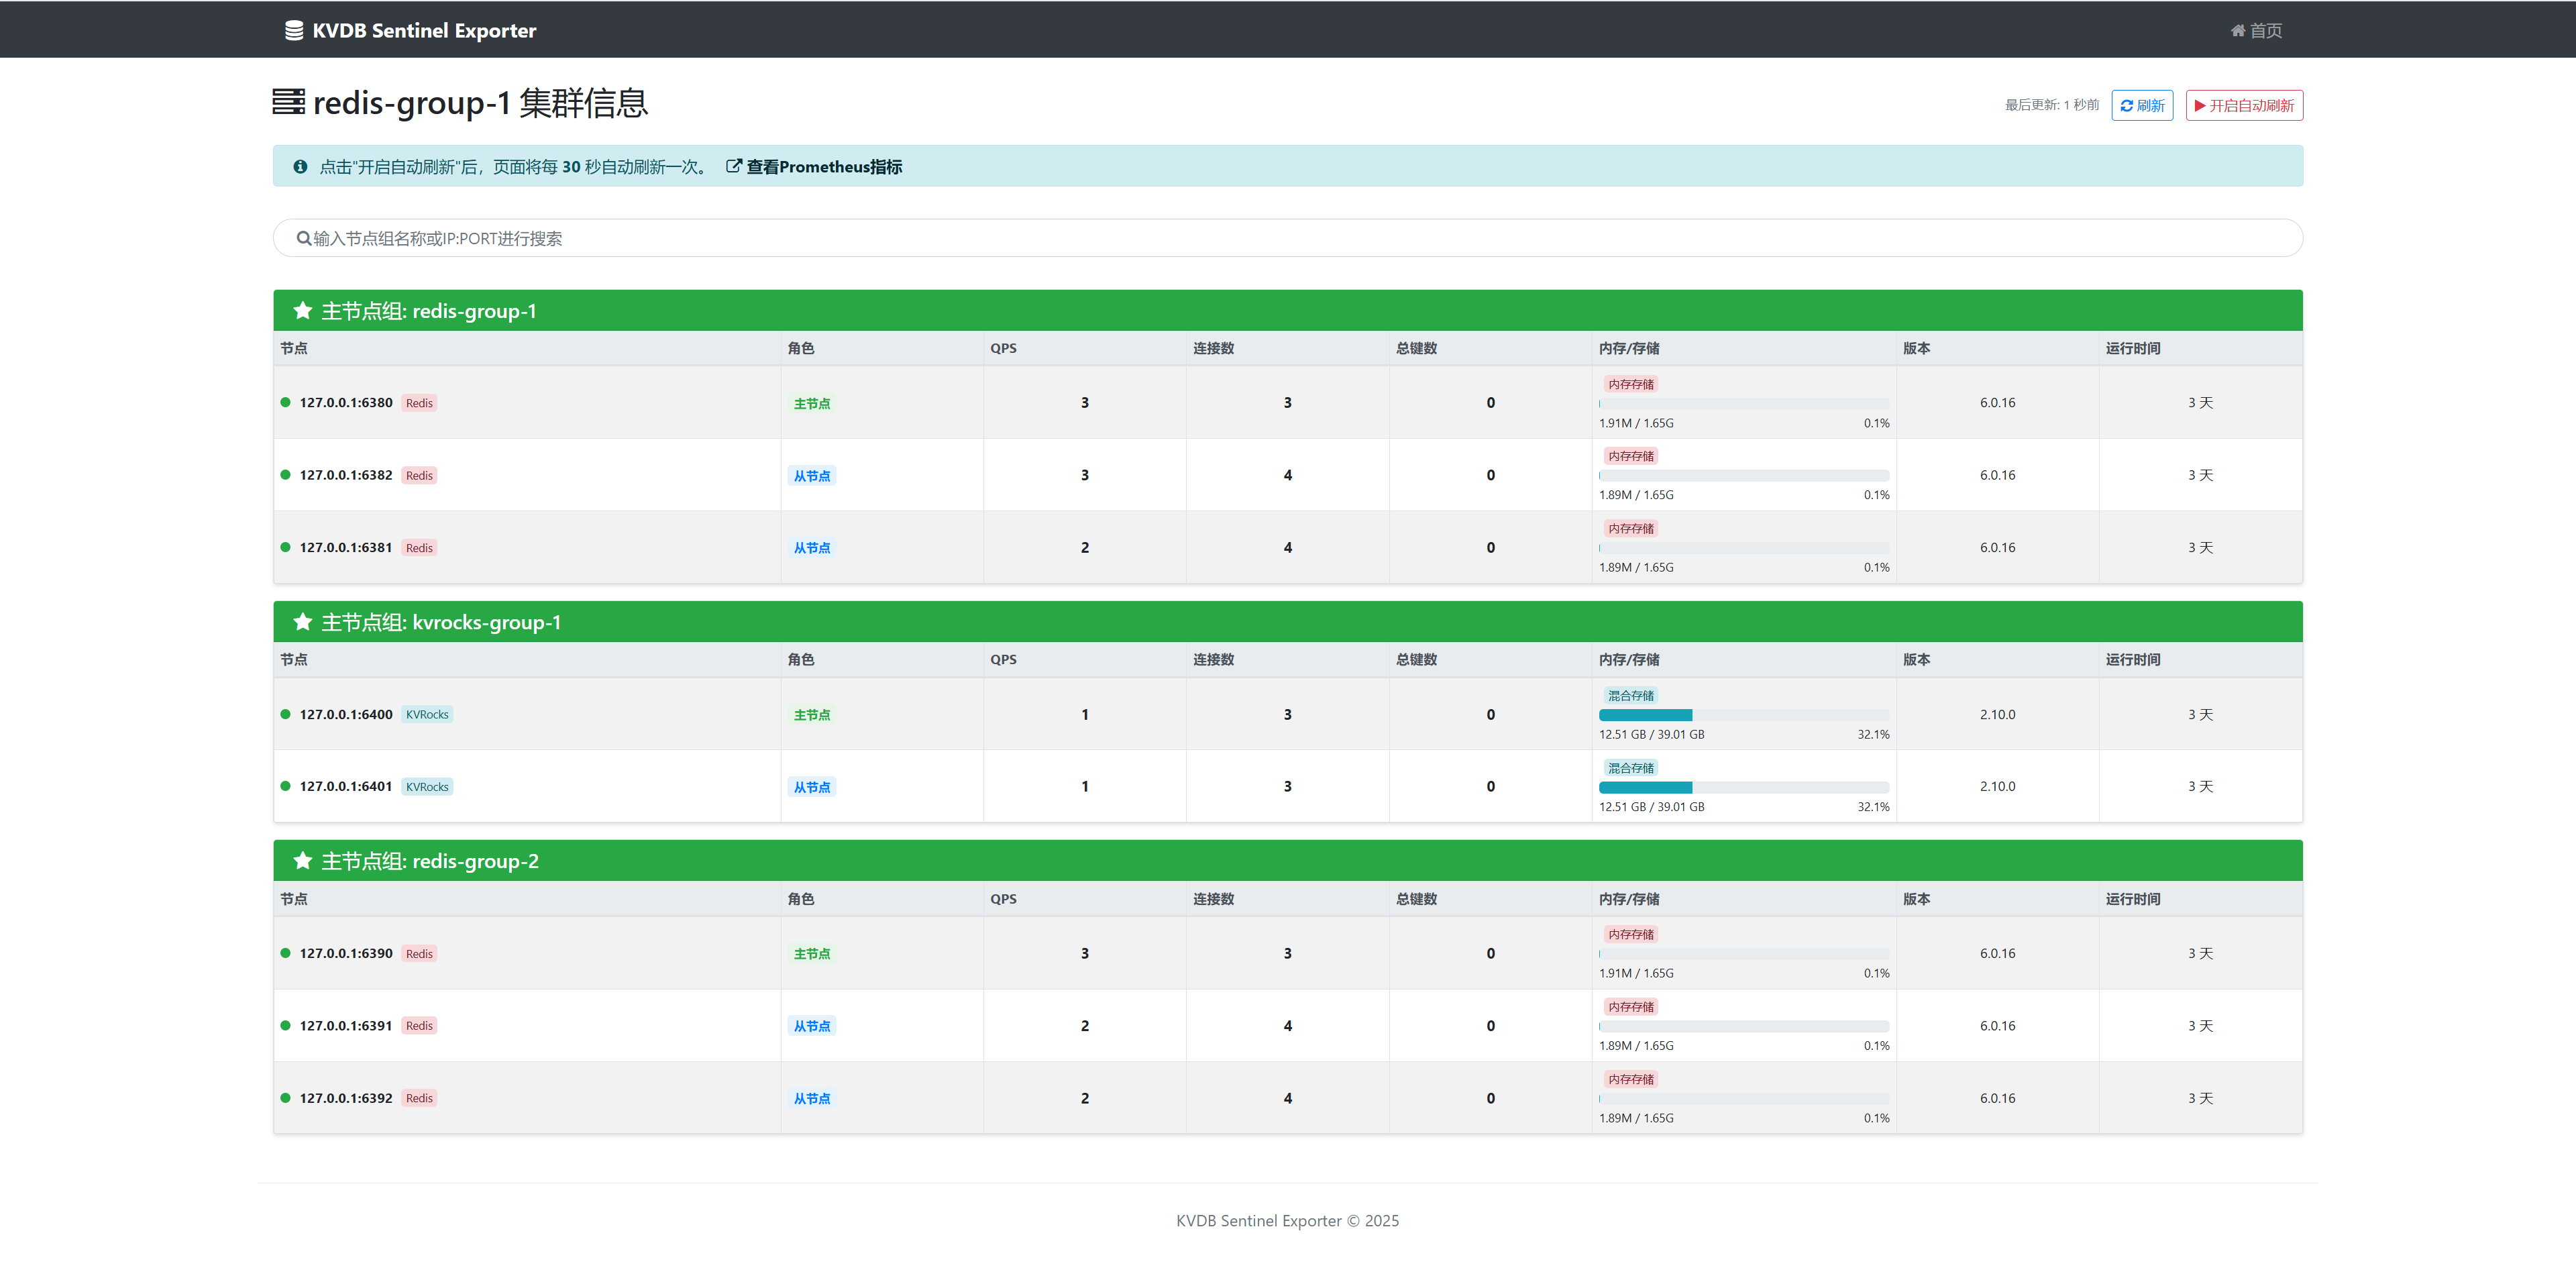 KVDB Sentinel Exporter
首页
redis-group-1 集群信息
最后更新: 1 秒前
刷新
开启自动刷新
点击"开启自动刷新"后，页面将每 30 秒自动刷新一次。 查看Prometheus指标
输入节点组名称或IP:PORT进行搜索
主节点组: redis-group-1
节点 角色 QPS 连接数 总键数 内存/存储 版本 运行时间
127.0.0.1:6380 Redis 主节点 3 3 0 内存存储 6.0.16 3 天
1.91M / 1.65G 0.1%
127.0.0.1:6382 Redis 从节点 3 4 0 内存存储 6.0.16 3 天
1.89M / 1.65G 0.1%
127.0.0.1:6381 Redis 从节点 2 4 0 内存存储 6.0.16 3 天
1.89M / 1.65G 0.1%
主节点组: kvrocks-group-1
节点 角色 QPS 连接数 总键数 内存/存储 版本 运行时间
127.0.0.1:6400 KVRocks 主节点 1 3 0 混合存储 2.10.0 3 天
12.51 GB / 39.01 GB 32.1%
127.0.0.1:6401 KVRocks 从节点 1 3 0 混合存储 2.10.0 3 天
12.51 GB / 39.01 GB 32.1%
主节点组: redis-group-2
节点 角色 QPS 连接数 总键数 内存/存储 版本 运行时间
127.0.0.1:6390 Redis 主节点 3 3 0 内存存储 6.0.16 3 天
1.91M / 1.65G 0.1%
127.0.0.1:6391 Redis 从节点 2 4 0 内存存储 6.0.16 3 天
1.89M / 1.65G 0.1%
127.0.0.1:6392 Redis 从节点 2 4 0 内存存储 6.0.16 3 天
1.89M / 1.65G 0.1%
KVDB Sentinel Exporter © 2025